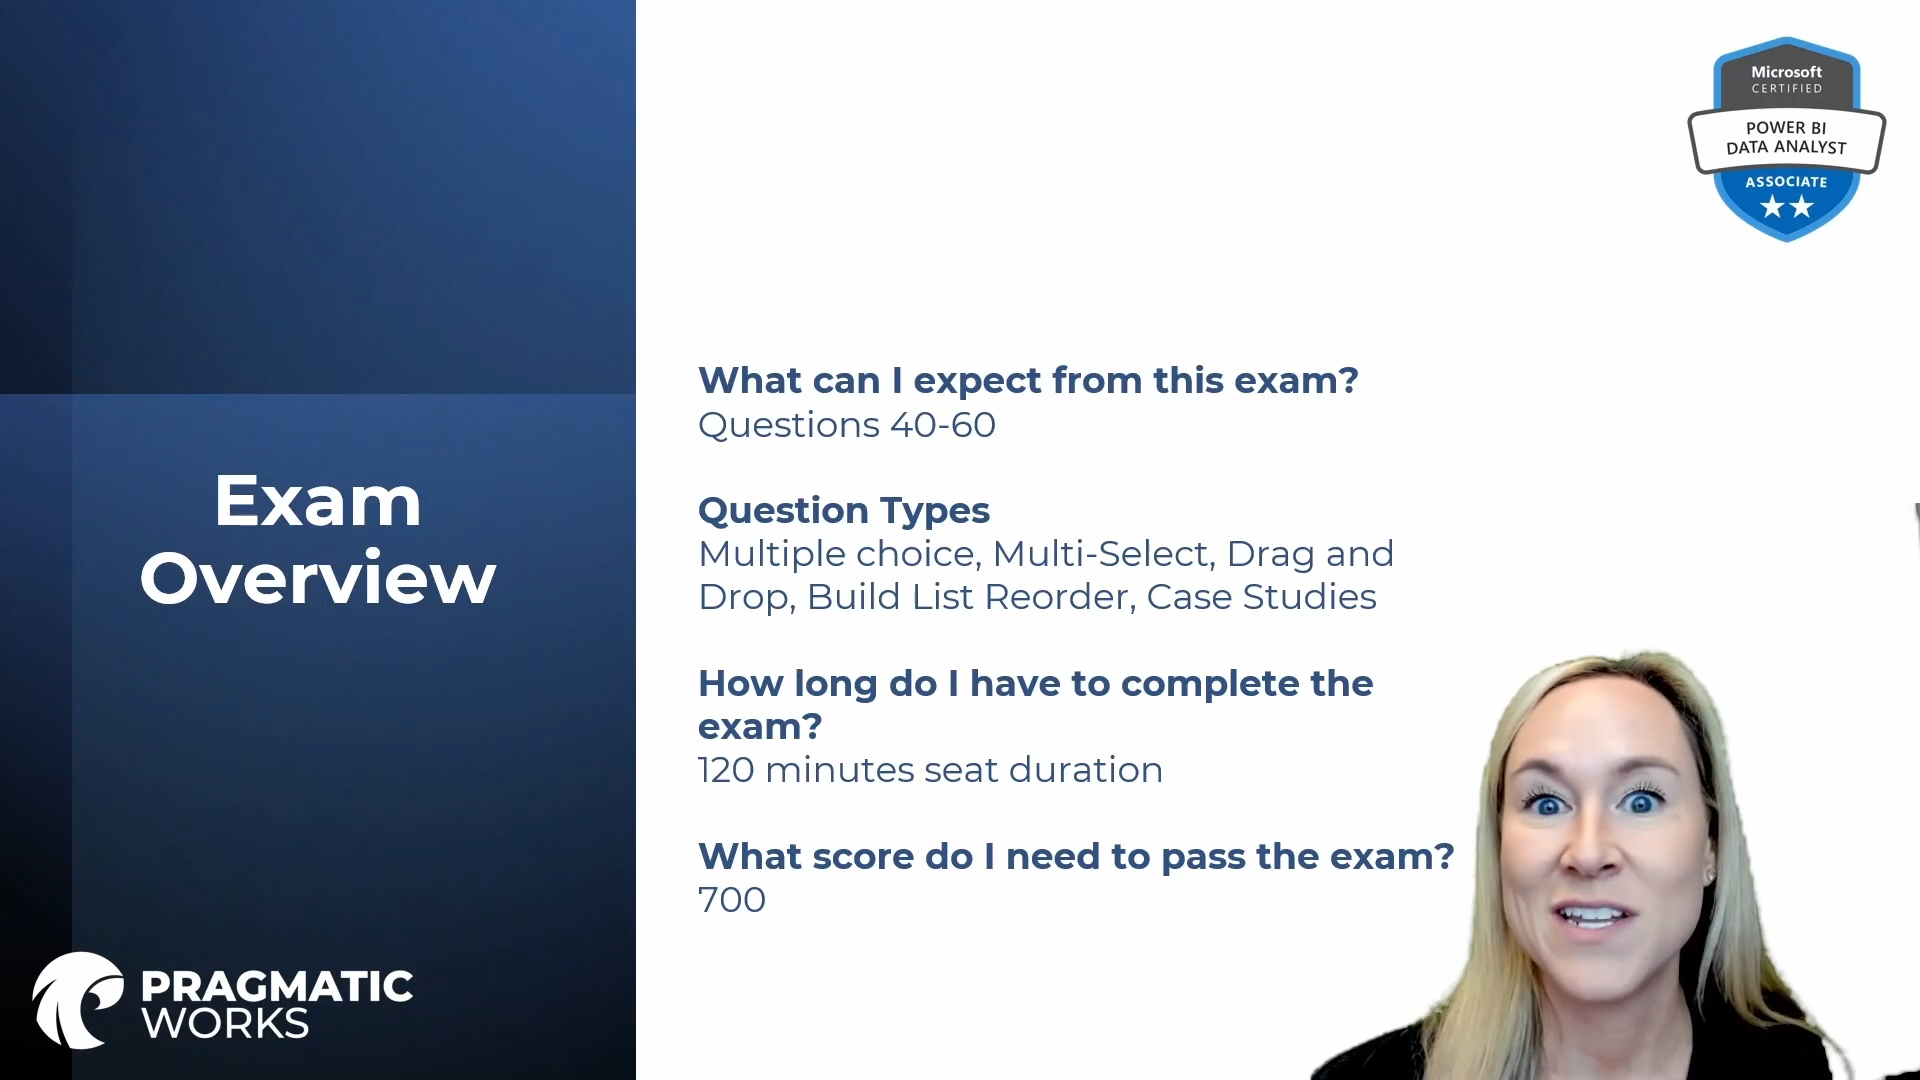 Microsoft
CERTIFIED
POWER BI
DATA ANALYST
ASSOCIATE
Exam
Overview
What can I expect from this exam?
Questions 40-60
Question Types
Multiple choice, Multi-Select, Drag and
Drop, Build List Reorder, Case Studies
How long do I have to complete the
exam?
120 minutes seat duration
What score do I need to pass the exam?
700
PRAGMATIC
WORKS